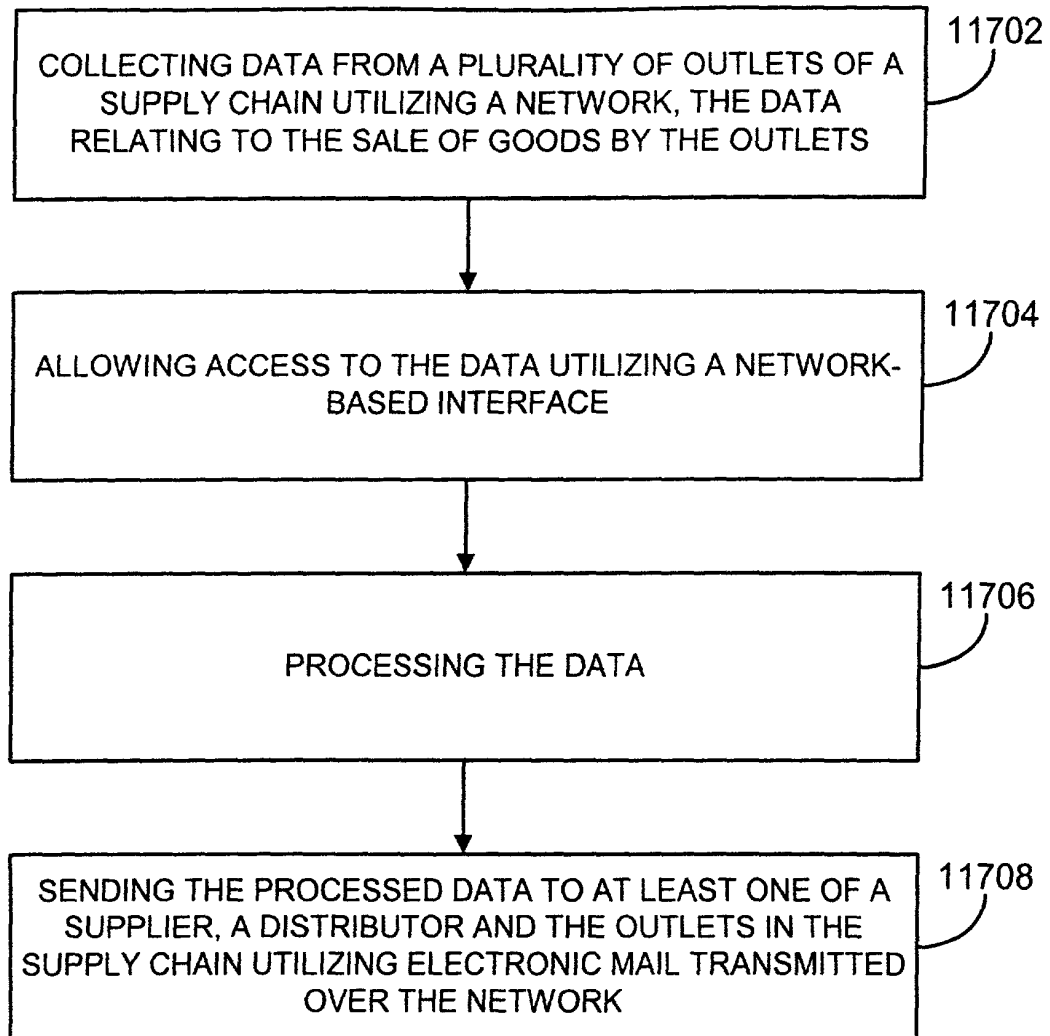 11702
COLLECTING DATA FROM A PLURALITY OF OUTLETS OF A
SUPPLY CHAIN UTILIZING A NETWORK, THE DATA
RELATING TO THE SALE OF GOODS BY THE OUTLETS
11704
ALLOWING ACCESS TO THE DATA UTILIZING A NETWORK-
BASED INTERFACE
11706
PROCESSING THE DATA
11708
SENDING THE PROCESSED DATA TO AT LEAST ONE OF A
SUPPLIER, A DISTRIBUTOR AND THE OUTLETS IN THE
SUPPLY CHAIN UTILIZING ELECTRONIC MAIL TRANSMITTED
OVER THE NETWORK